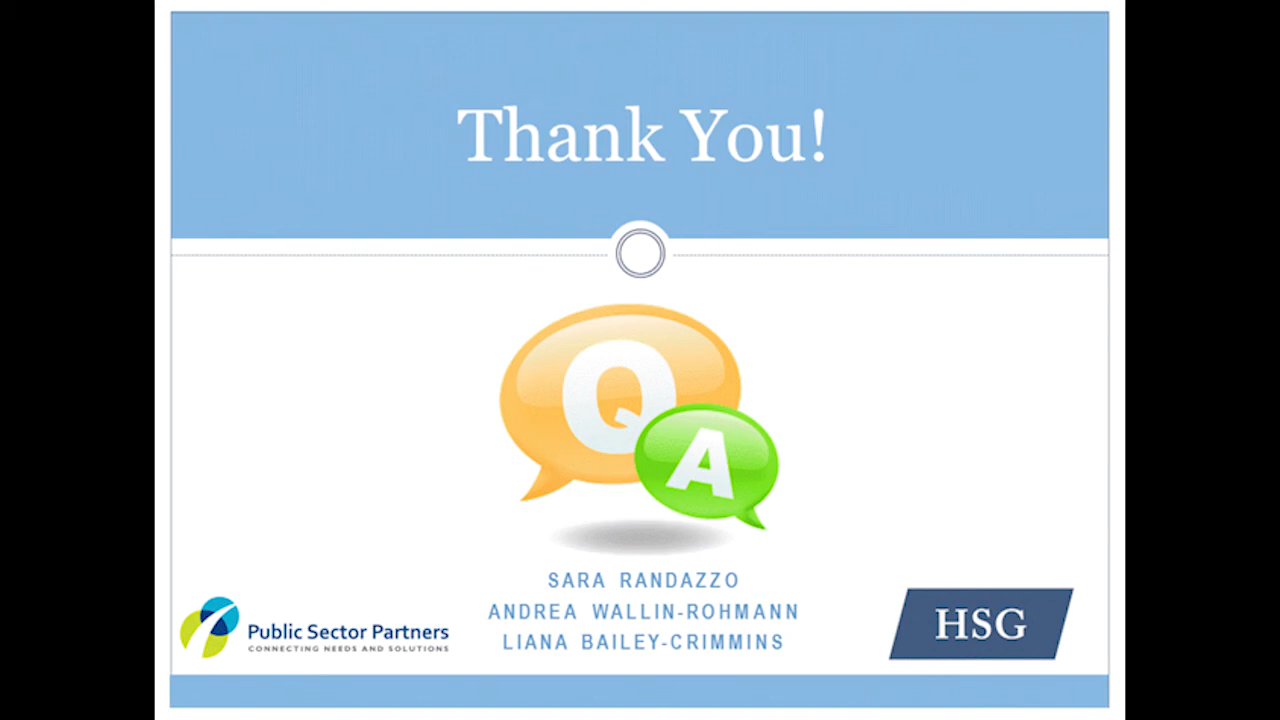 Thank You!
Q
A
SARA RANDAZZO
ANDREA WALLIN-ROHMANN
LIANA BAILEY-CRIMMINS
Public Sector Partners
CONNECTING NEEDS AND SOLUTIONS
HSG